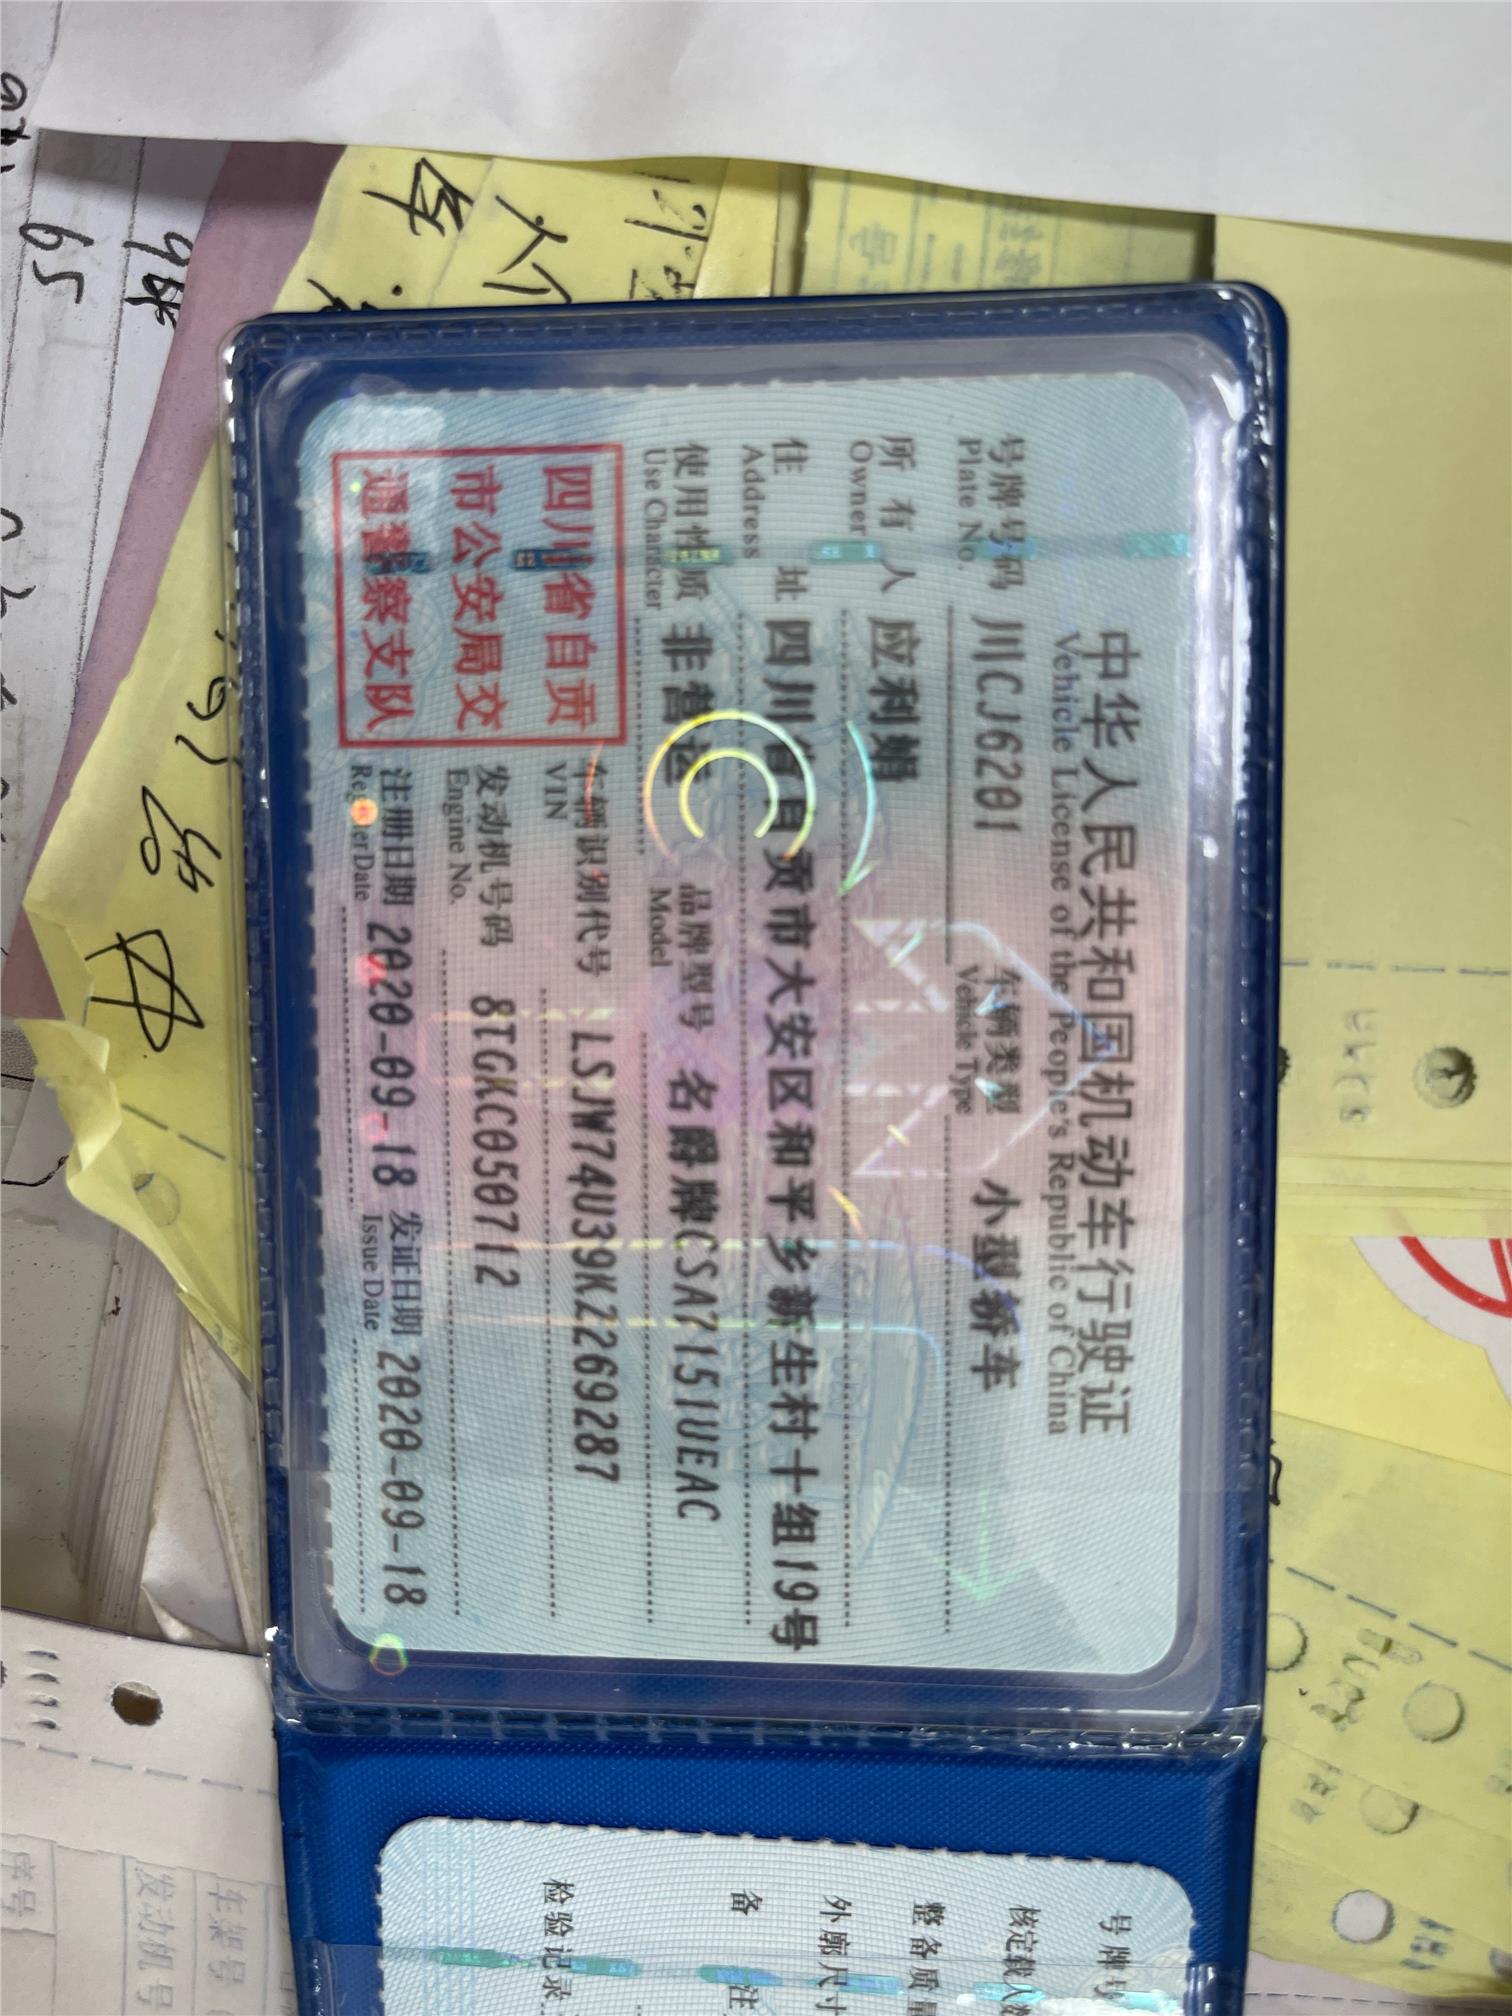 中华人民共和国机动车行驶证
Vehicle License of the People's Republic of China
号牌号码 川CJ6201 车辆类型 小型轿车
Plate No. Vehicle Type
所有人 应利娟
Owner
住址 四川省自贡市大安区和平乡新生村十组19号
Address
使用性质 非营运 品牌型号 名爵牌CSA7151UEAC
Use Character Model
四川省自贡
市公安局交
通警察支队
车辆识别代号 LSJW74U39KZ269287
VIN
发动机号码 8TGKC050712
Engine No.
注册日期 2020-09-18 发证日期 2020-09-18
Register Date Issue Date
号牌号
核定载人数
整备质量
外廓尺寸
备注
检验记录
车架号
发动机号